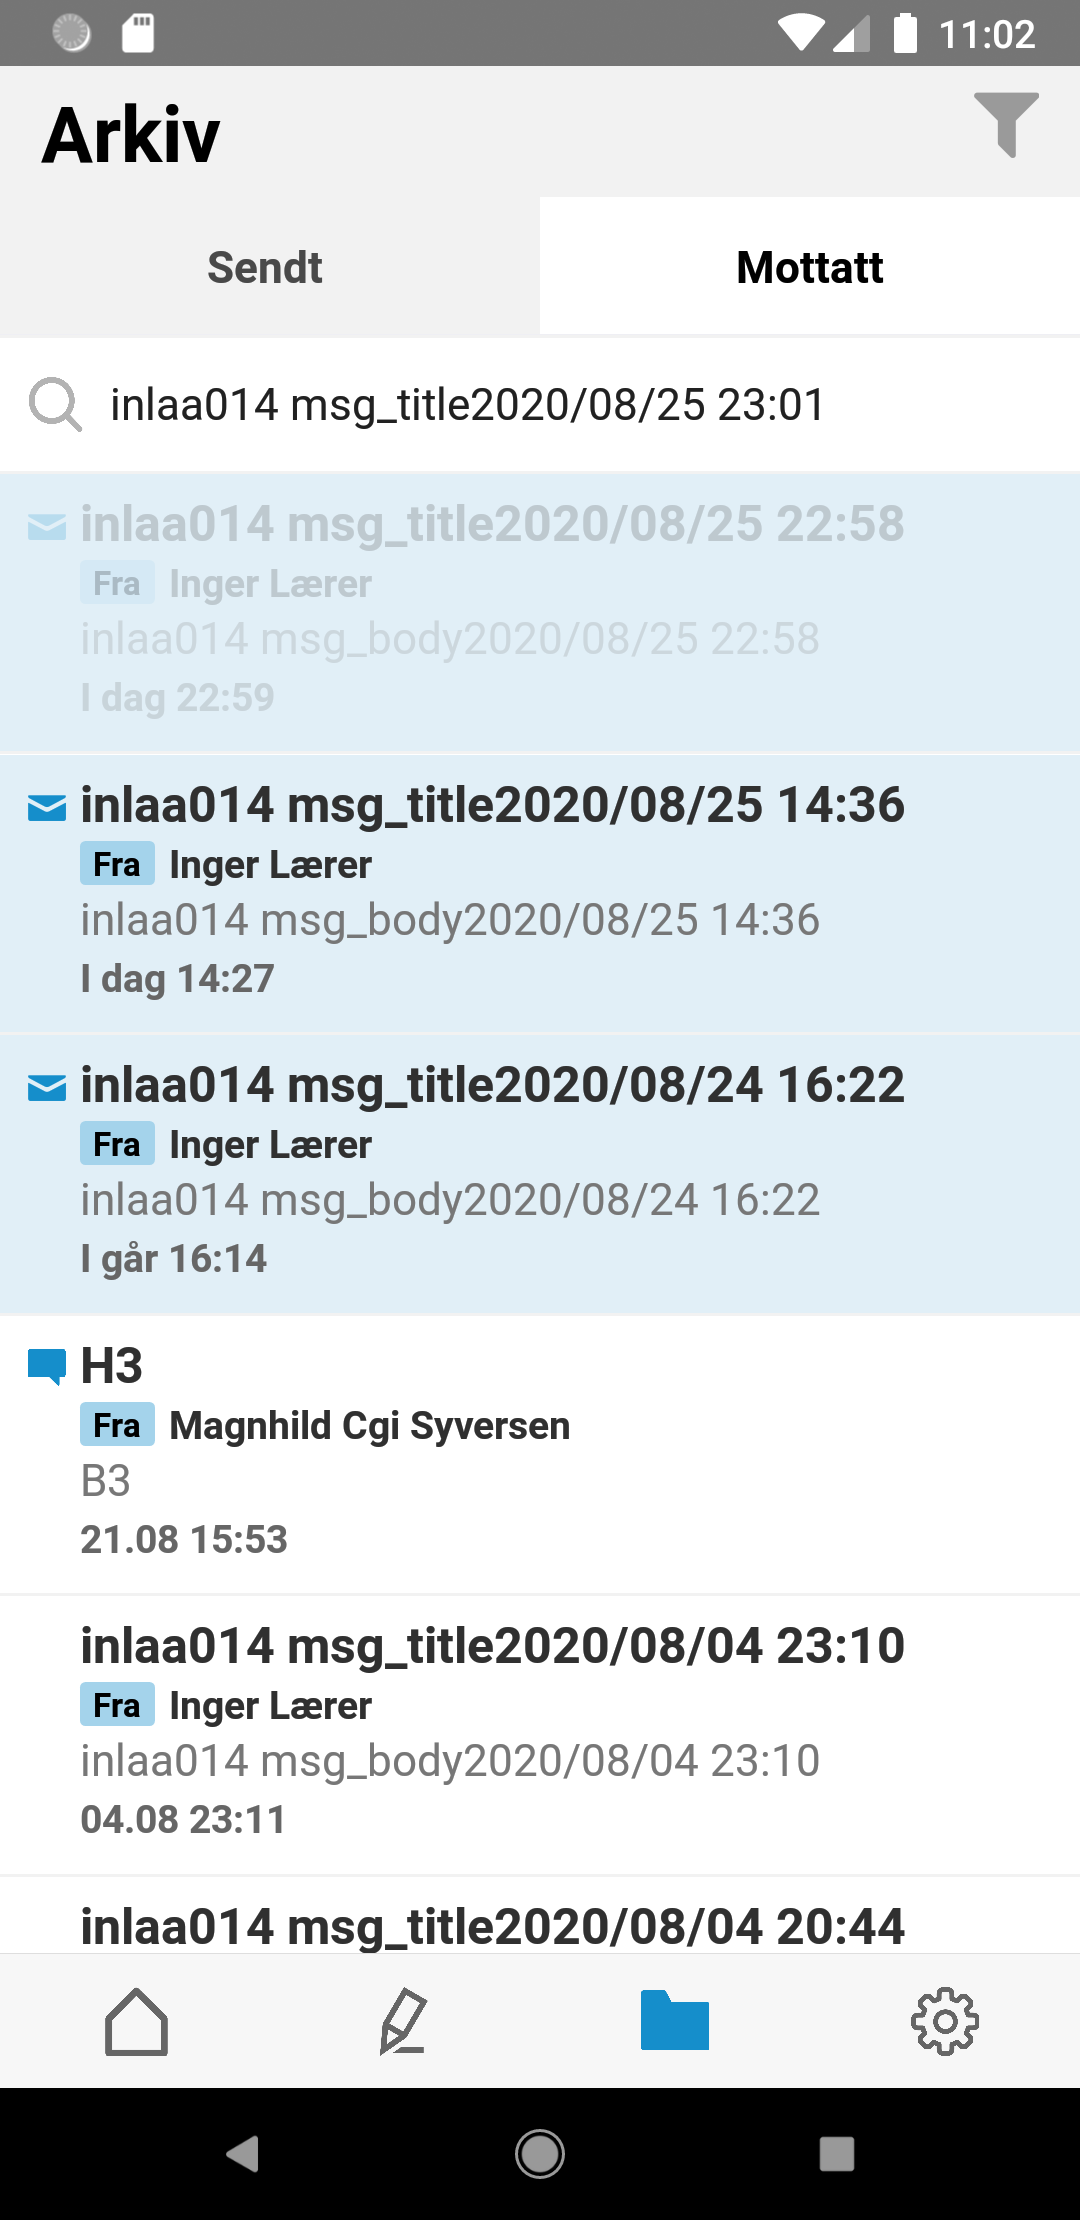 11:02
Arkiv
Sendt
Mottatt
inlaa014 msg_title2020/08/25 23:01
inlaa014 msg_title2020/08/25 22:58
Fra Inger Lærer
inlaa014 msg_body2020/08/25 22:58
I dag 22:59
inlaa014 msg_title2020/08/25 14:36
Fra Inger Lærer
inlaa014 msg_body2020/08/25 14:36
I dag 14:27
inlaa014 msg_title2020/08/24 16:22
Fra Inger Lærer
inlaa014 msg_body2020/08/24 16:22
I går 16:14
H3
Fra Magnhild Cgi Syversen
B3
21.08 15:53
inlaa014 msg_title2020/08/04 23:10
Fra Inger Lærer
inlaa014 msg_body2020/08/04 23:10
04.08 23:11
inlaa014 msg_title2020/08/04 20:44